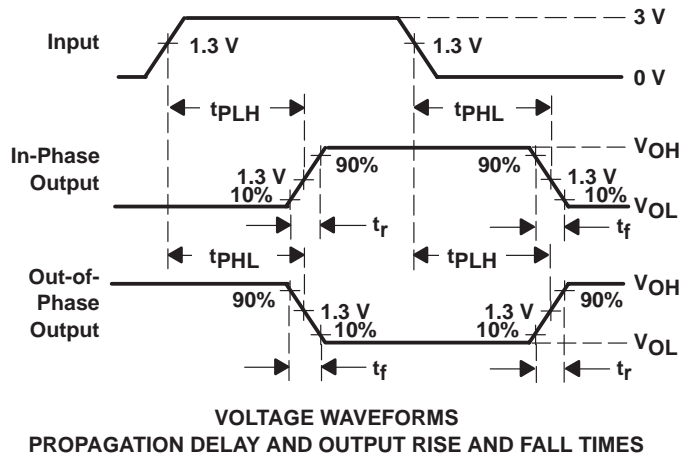 3 V
Input
1.3 V
1.3 V
0 V
tPLH
tPHL
In-Phase
Output
VOH
90%
90%
1.3 V
1.3 V
10%
10%
VOL
tr
tf
tPHL
tPLH
Out-of-
Phase
Output
VOH
90%
90%
1.3 V
1.3 V
10%
10%
VOL
tf
tr
VOLTAGE WAVEFORMS
PROPAGATION DELAY AND OUTPUT RISE AND FALL TIMES